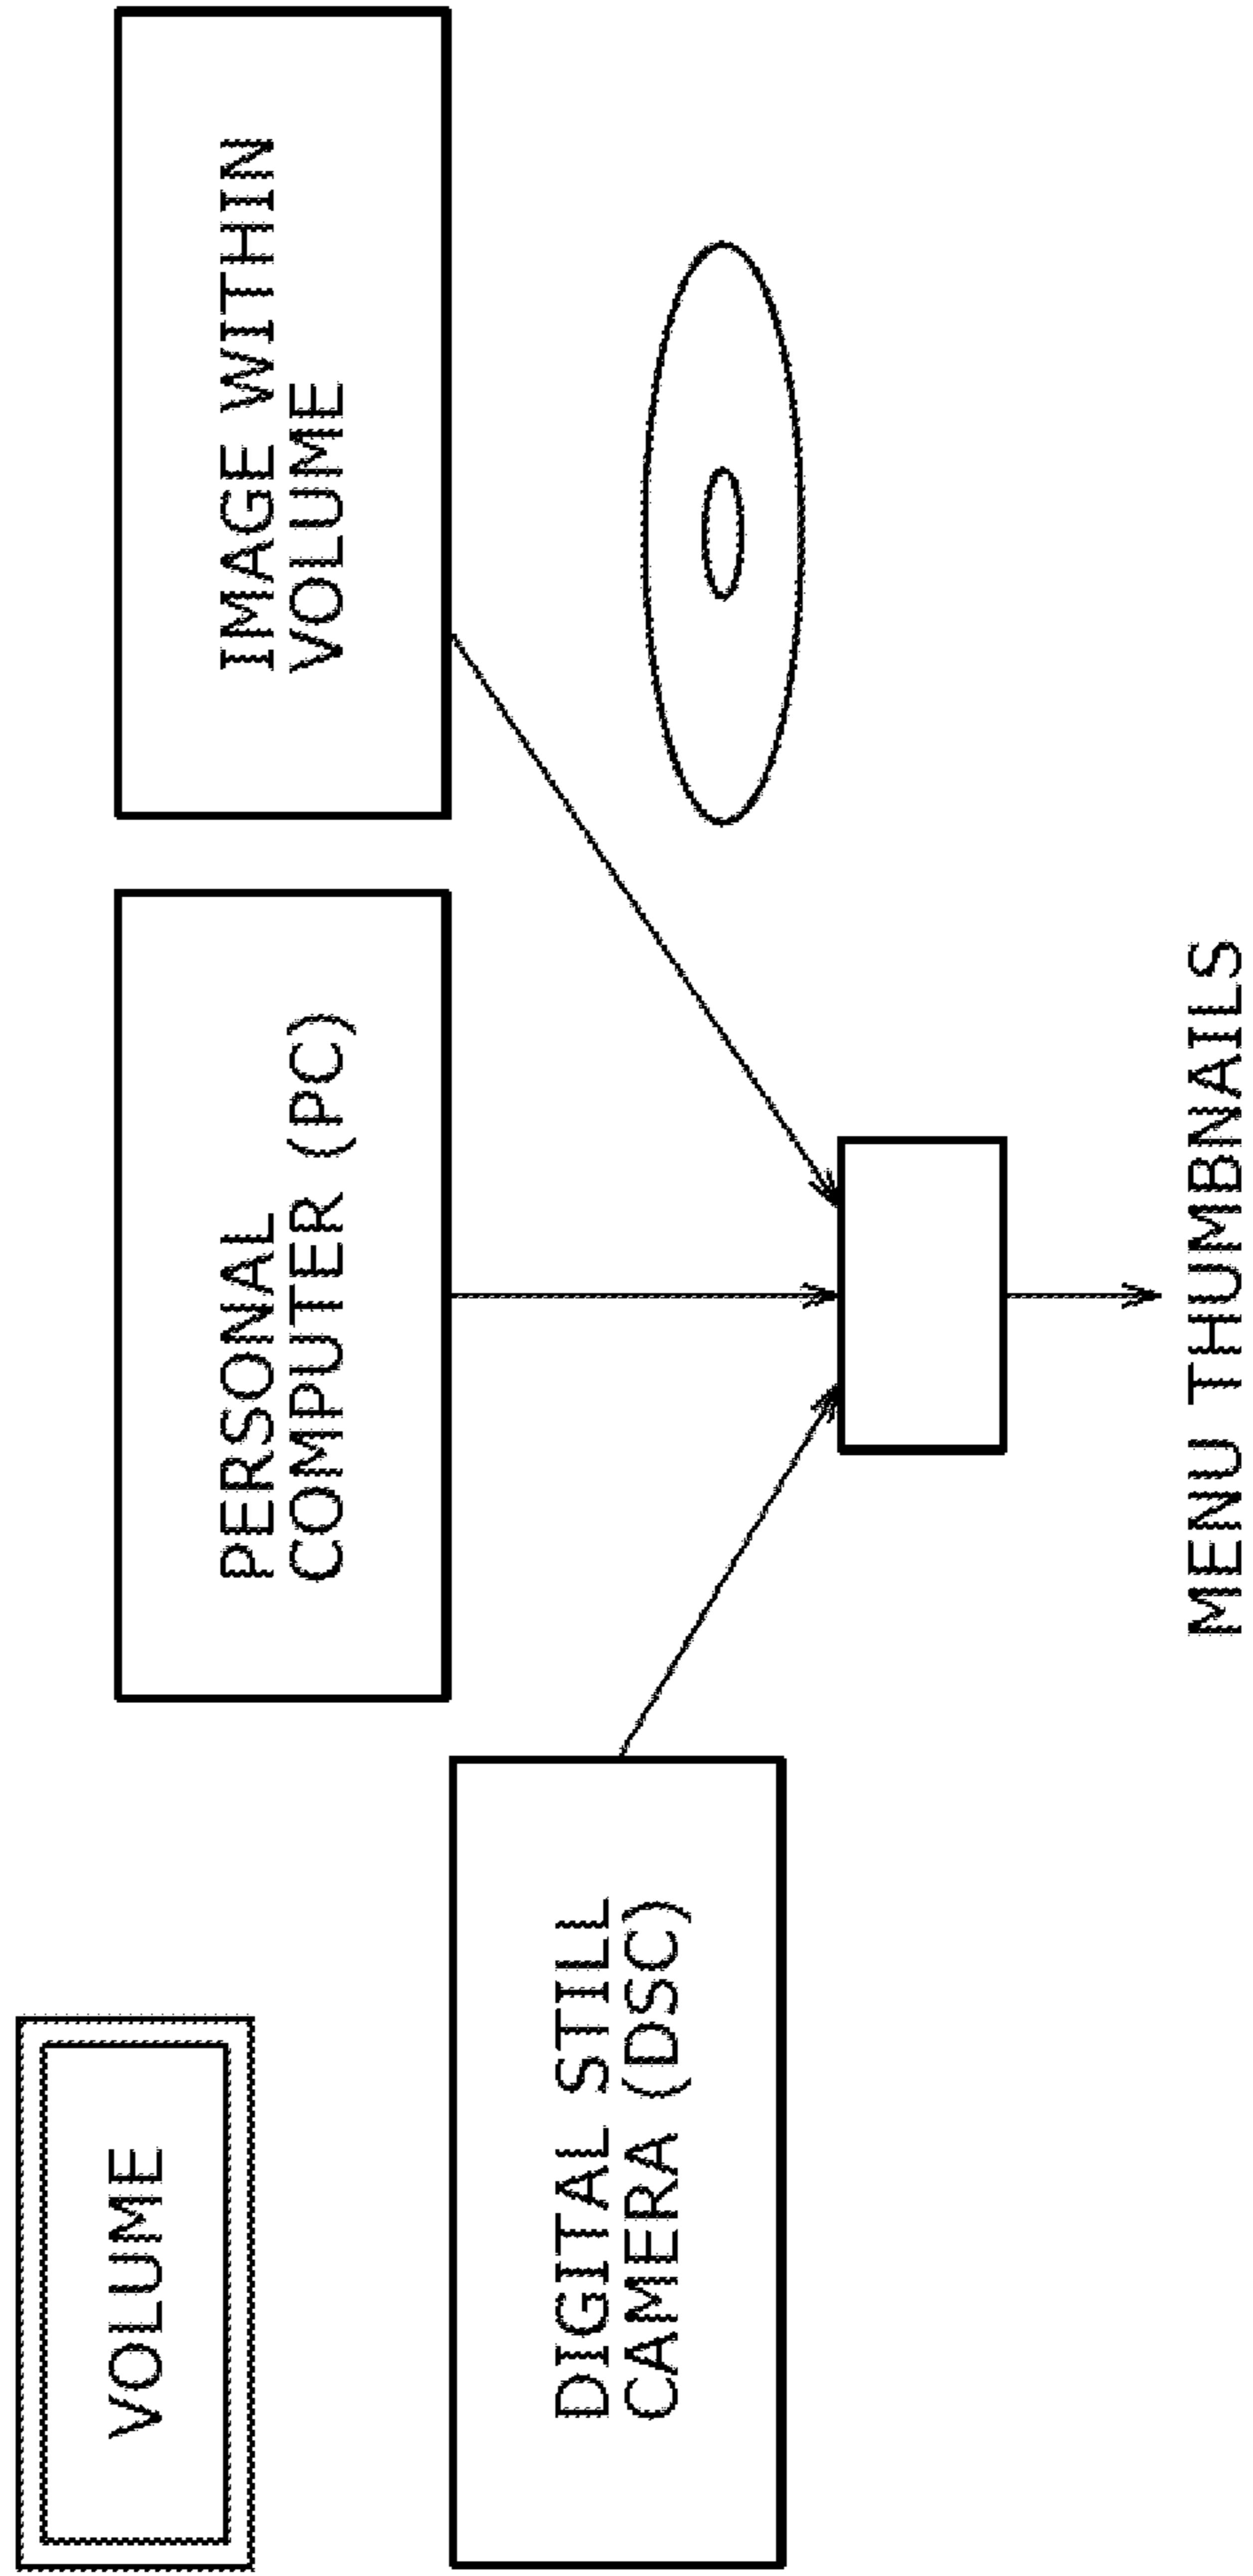 VOLUME
DIGITAL STILL
CAMERA (DSC)
PERSONAL
COMPUTER (PC)
IMAGE WITHIN
VOLUME
MENU THUMBNAILS